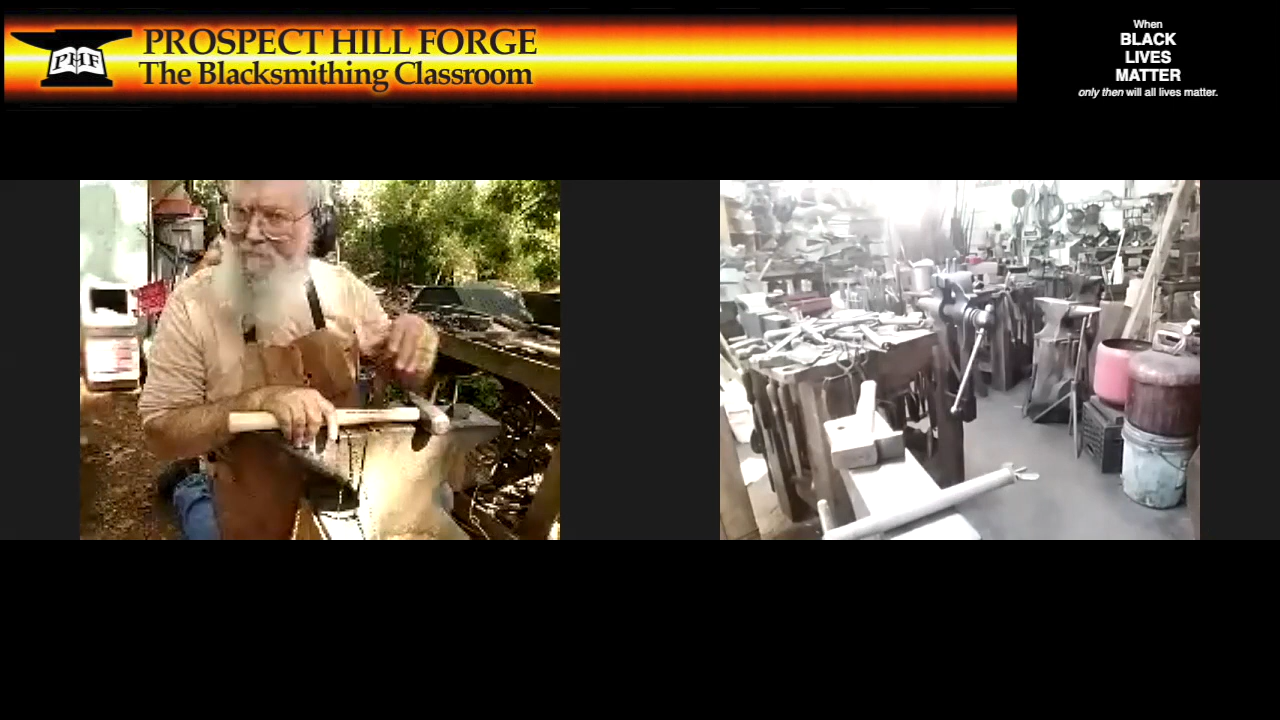 PHF
PROSPECT HILL FORGE
The Blacksmithing Classroom
When
BLACK
LIVES
MATTER
only then will all lives matter.